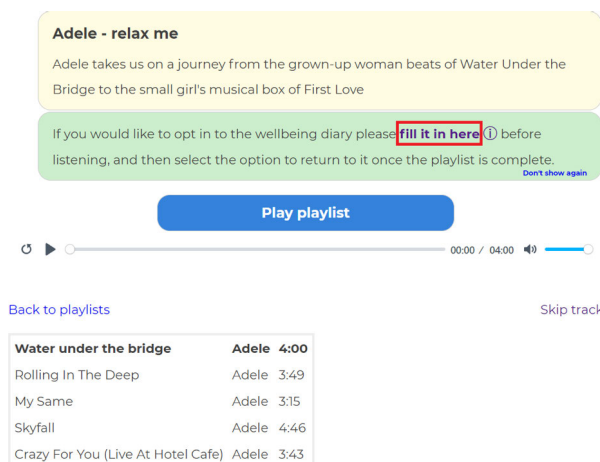 Adele - relax me
Adele takes us on a journey from the grown-up woman beats of Water Under the
Bridge to the small girl's musical box of First Love
If you would like to opt in to the wellbeing diary please fill it in here ⓘ before
listening, and then select the option to return to it once the playlist is complete.
Don't show again
Play playlist
00:00 / 04:00
Back to playlists
Skip track
Water under the bridge Adele 4:00
Rolling In The Deep Adele 3:49
My Same Adele 3:15
Skyfall Adele 4:46
Crazy For You (Live At Hotel Cafe) Adele 3:43